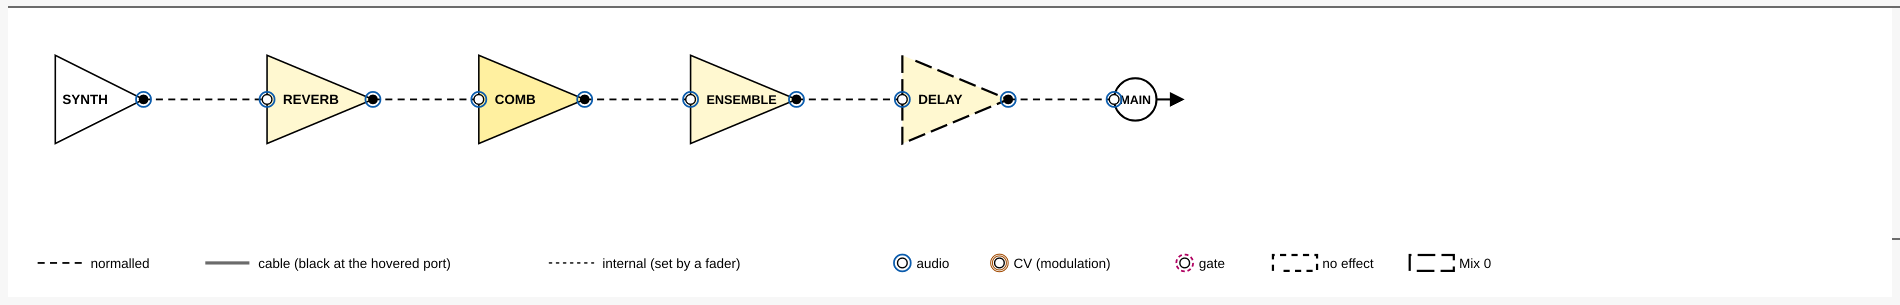 SYNTH REVERB COMB ENSEMBLE DELAY MAIN
normalled cable (black at the hovered port) internal (set by a fader) audio CV (modulation) gate no effect Mix 0